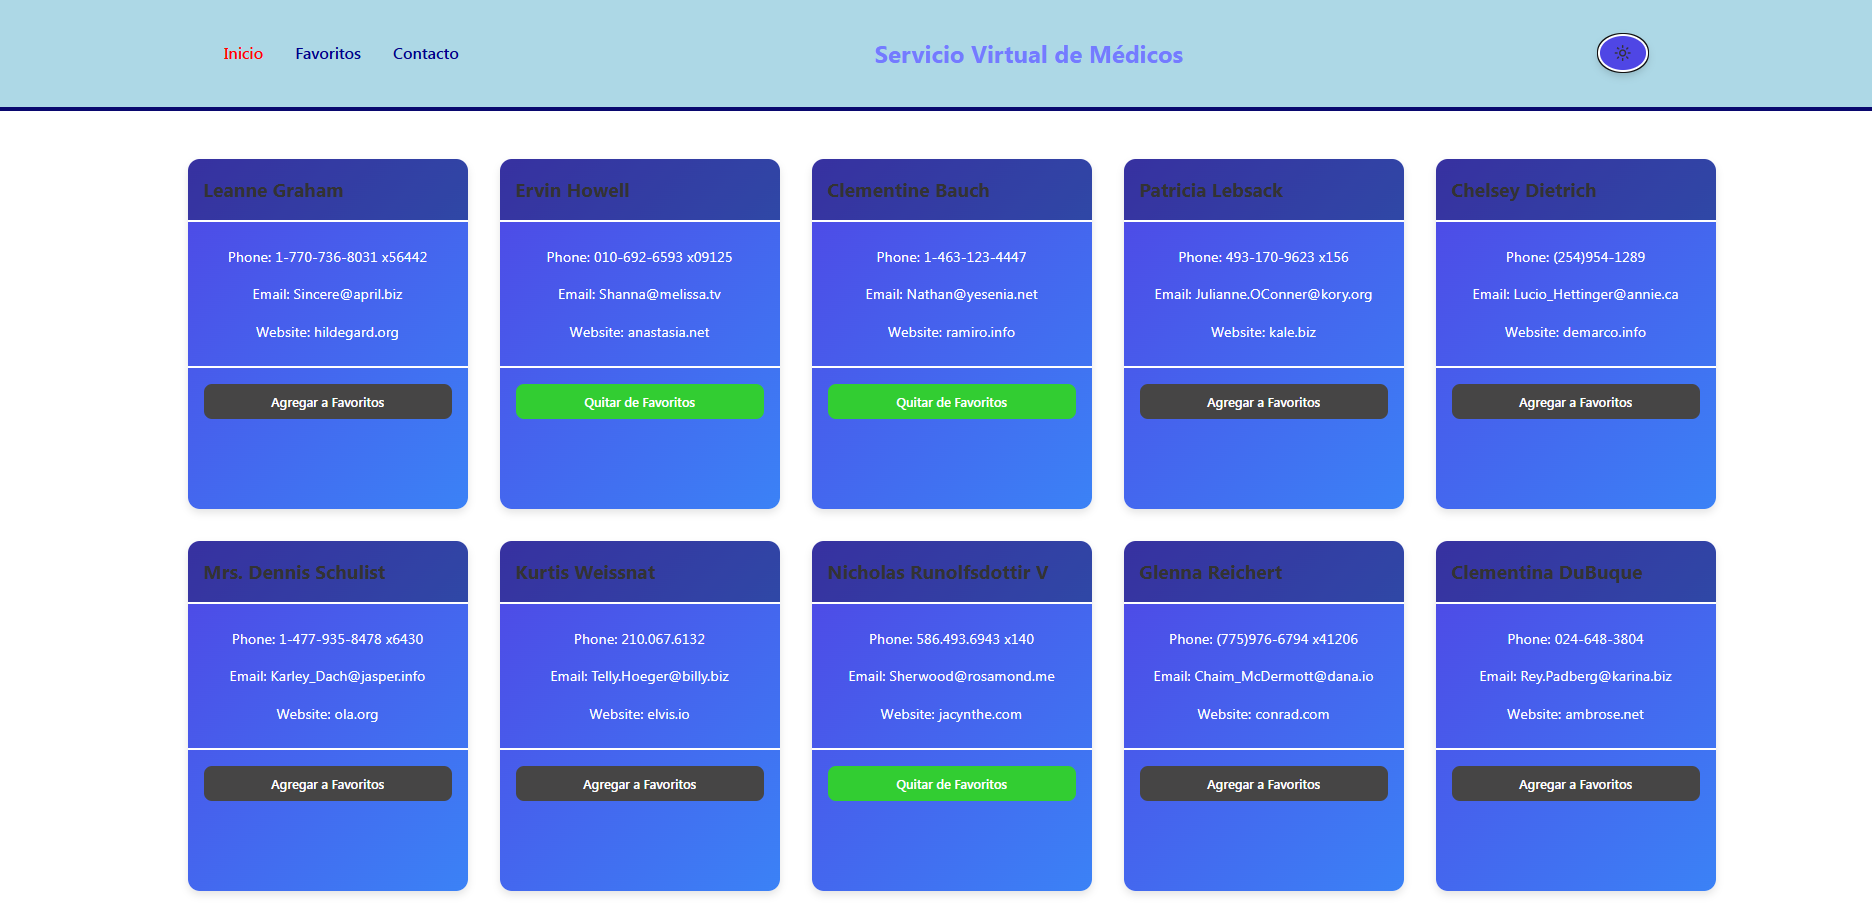 Inicio Favoritos Contacto Servicio Virtual de Médicos
Leanne Graham
Phone: 1-770-736-8031 x56442
Email: Sincere@april.biz
Website: hildegard.org
Agregar a Favoritos
Ervin Howell
Phone: 010-692-6593 x09125
Email: Shanna@melissa.tv
Website: anastasia.net
Quitar de Favoritos
Clementine Bauch
Phone: 1-463-123-4447
Email: Nathan@yesenia.net
Website: ramiro.info
Quitar de Favoritos
Patricia Lebsack
Phone: 493-170-9623 x156
Email: Julianne.OConner@kory.org
Website: kale.biz
Agregar a Favoritos
Chelsey Dietrich
Phone: (254)954-1289
Email: Lucio_Hettinger@annie.ca
Website: demarco.info
Agregar a Favoritos
Mrs. Dennis Schulist
Phone: 1-477-935-8478 x6430
Email: Karley_Dach@jasper.info
Website: ola.org
Agregar a Favoritos
Kurtis Weissnat
Phone: 210.067.6132
Email: Telly.Hoeger@billy.biz
Website: elvis.io
Agregar a Favoritos
Nicholas Runolfsdottir V
Phone: 586.493.6943 x140
Email: Sherwood@rosamond.me
Website: jacynthe.com
Quitar de Favoritos
Glenna Reichert
Phone: (775)976-6794 x41206
Email: Chaim_McDermott@dana.io
Website: conrad.com
Agregar a Favoritos
Clementina DuBuque
Phone: 024-648-3804
Email: Rey.Padberg@karina.biz
Website: ambrose.net
Agregar a Favoritos